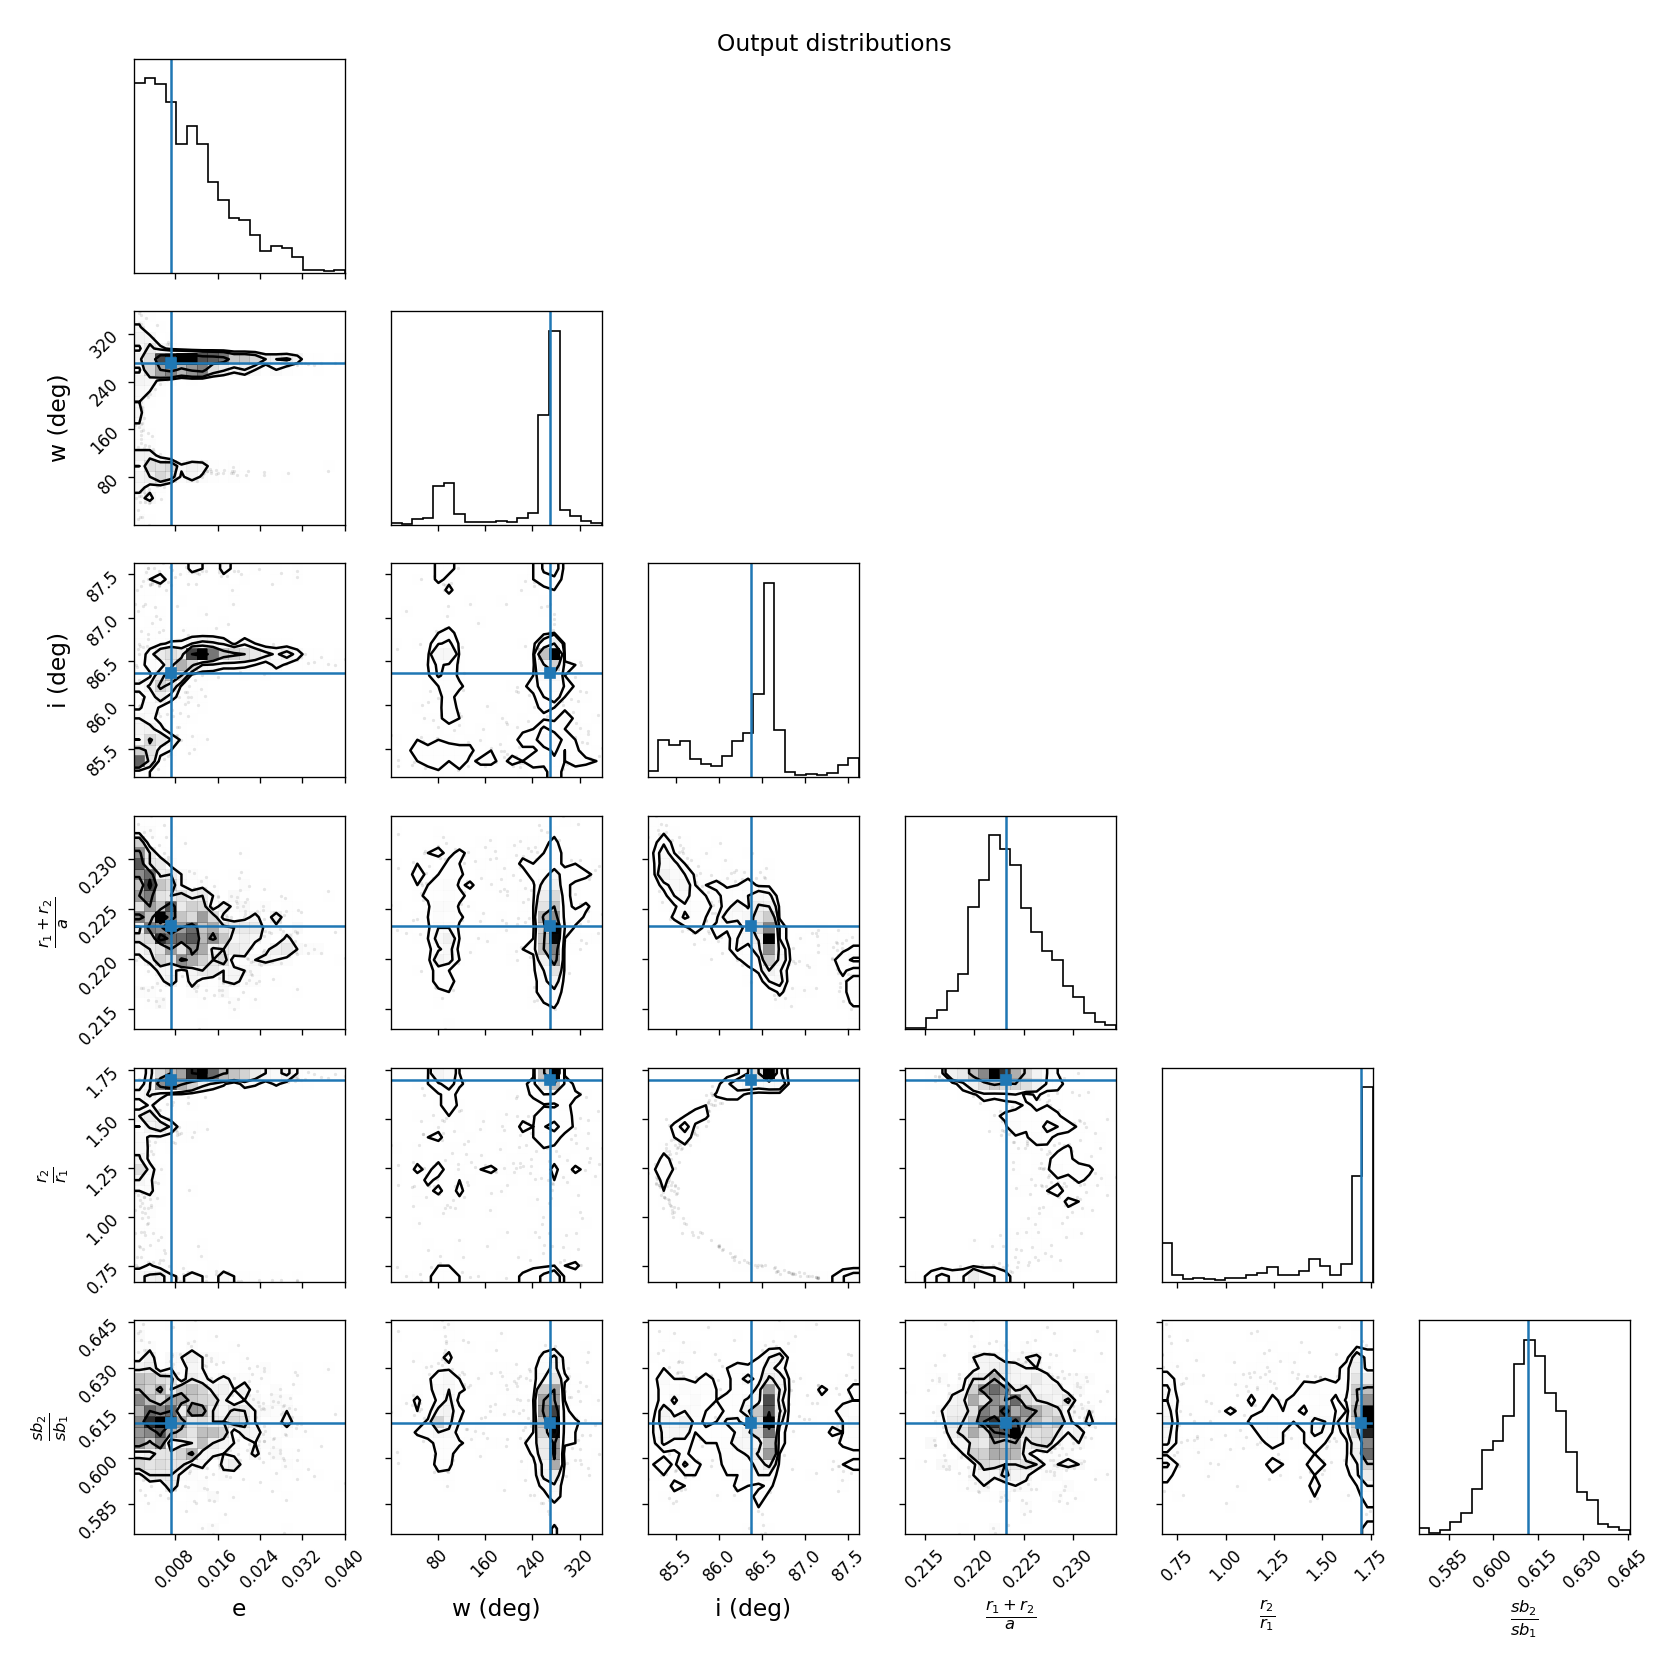 Output distributions
320
240
160
80
w (deg)
87.5
87.0
86.5
86.0
85.5
i (deg)
0.230
0.225
0.220
0.215
r₁ + r₂
a
1.75
1.50
1.25
1.00
0.75
r₂
r₁
0.645
0.630
0.615
0.600
0.585
sb₂
sb₁
0.008 0.016 0.024 0.032 0.040
80 160 240 320
85.5 86.0 86.5 87.0 87.5
0.215 0.220 0.225 0.230
0.75 1.00 1.25 1.50 1.75
0.585 0.600 0.615 0.630 0.645
e
w (deg)
i (deg)
r₁ + r₂
a
r₂
r₁
sb₂
sb₁